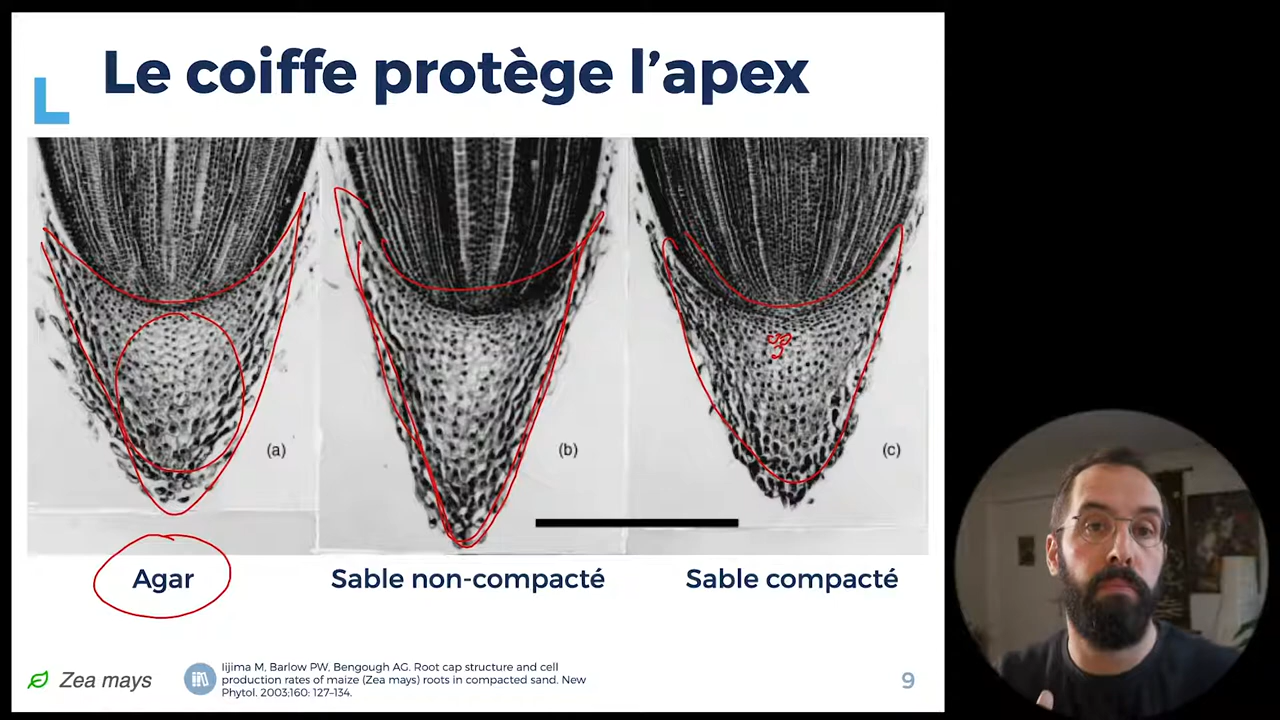 Le coiffe protège l’apex
(a)
(b)
(c)
Agar
Sable non-compacté
Sable compacté
Zea mays
Iijima M, Barlow PW, Bengough AG. Root cap structure and cell
production rates of maize (Zea mays) roots in compacted sand. New
Phytol. 2003;160: 127–134.
9